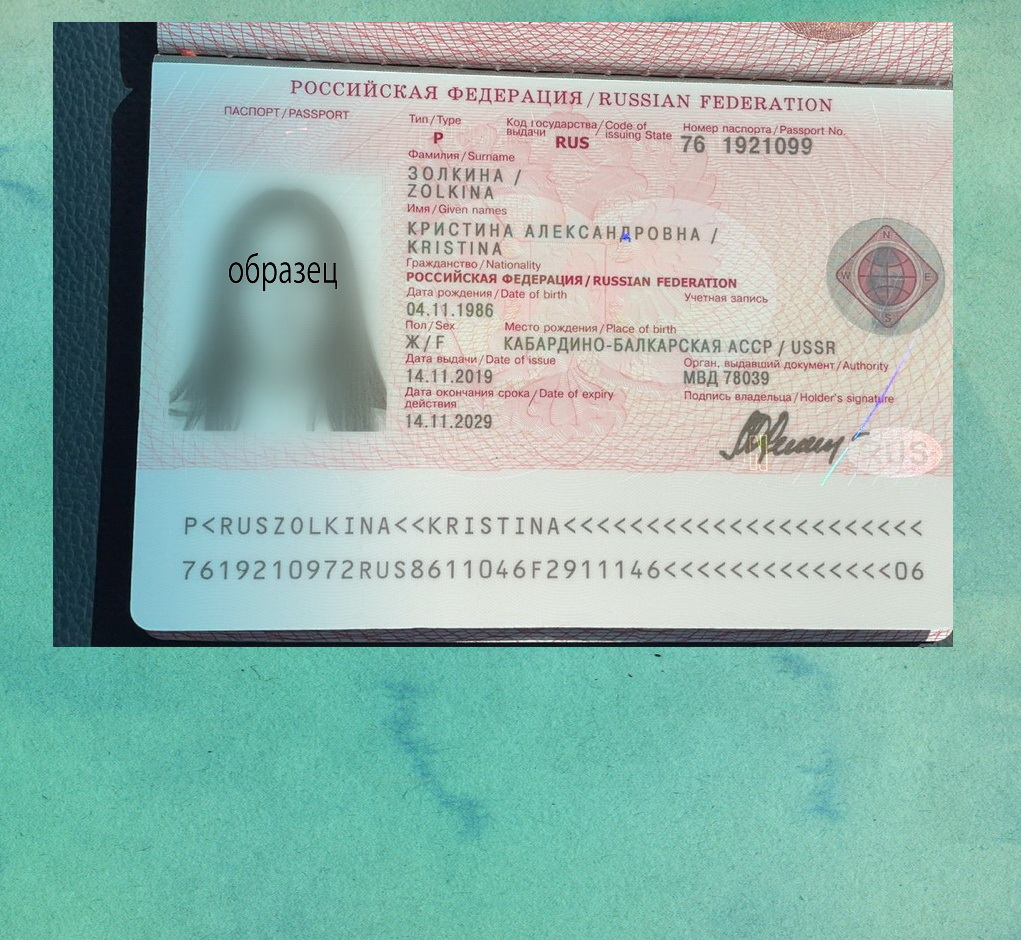 РОССИЙСКАЯ ФЕДЕРАЦИЯ / RUSSIAN FEDERATION
ПАСПОРТ / PASSPORT
Тип / Type
Код государства / Code of
выдачи issuing State
Номер паспорта / Passport No.
P
RUS
76 1921099
Фамилия / Surname
ЗОЛКИНА /
ZOLKINA
Имя / Given names
КРИСТИНА АЛЕКСАНДРОВНА /
KRISTINA
Гражданство / Nationality
РОССИЙСКАЯ ФЕДЕРАЦИЯ / RUSSIAN FEDERATION
Дата рождения / Date of birth
Учетная запись
04.11.1986
Пол / Sex
Место рождения / Place of birth
Ж / F
КАБАРДИНО-БАЛКАРСКАЯ АССР / USSR
Дата выдачи / Date of issue
Орган, выдавший документ / Authority
14.11.2019
МВД 78039
Дата окончания срока / Date of expiry
действия
Подпись владельца / Holder's signature
14.11.2029
образец
N
W
E
S
RUS
P<RUSZOLKINA<<KRISTINA<<<<<<<<<<<<<<<<<<<<<<
7619210972RUS8611046F2911146<<<<<<<<<<<<<<06